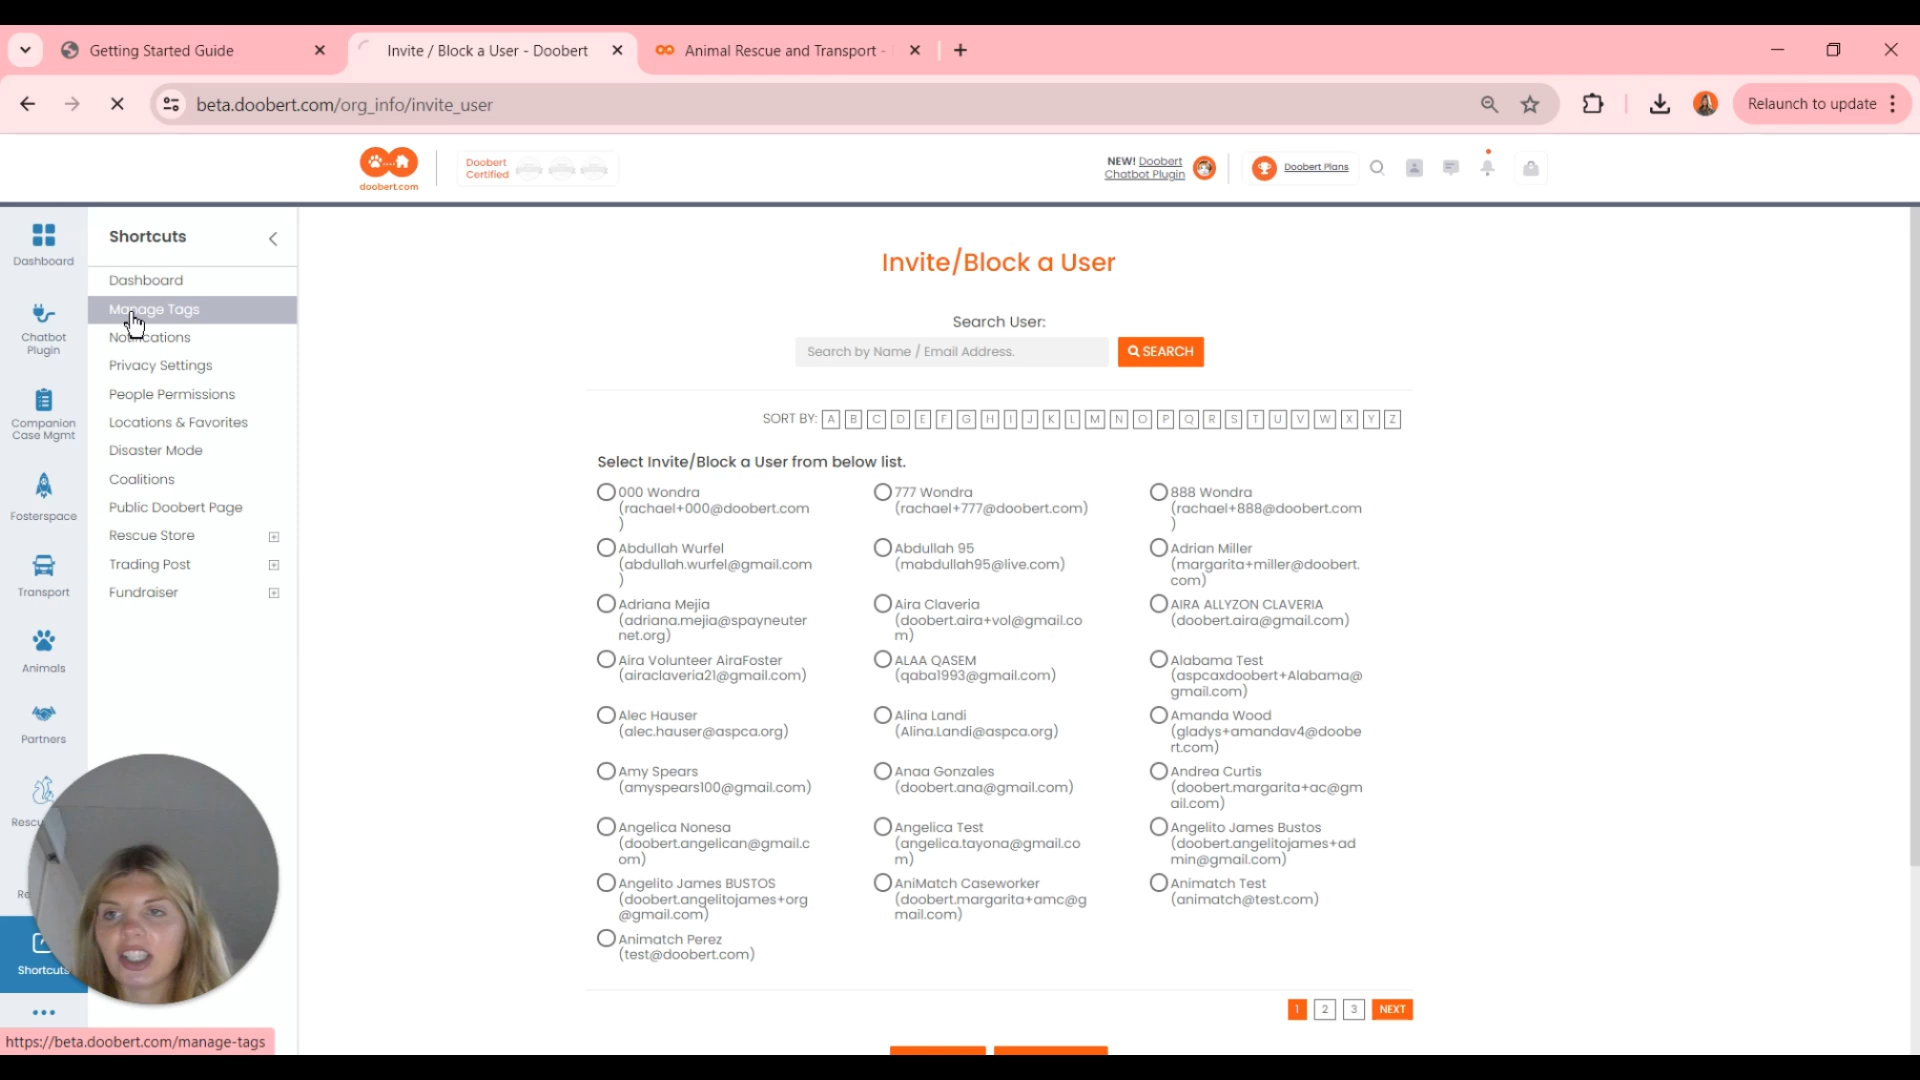 Getting Started Guide
Invite / Block a User - Doobert
Animal Rescue and Transport -
beta.doobert.com/org_info/invite_user
Relaunch to update
doobert.com
Doobert
Certified
NEW! Doobert
Chatbot Plugin
Doobert Plans
Dashboard
Chatbot
Plugin
Companion
Case Mgmt
Fosterspace
Transport
Animals
Partners
Rescu
Re
Shortcuts
Shortcuts
Dashboard
Manage Tags
Notifications
Privacy Settings
People Permissions
Locations & Favorites
Disaster Mode
Coalitions
Public Doobert Page
Rescue Store
Trading Post
Fundraiser
https://beta.doobert.com/manage-tags
Invite/Block a User
Search User:
Search by Name / Email Address.
SEARCH
SORT BY: A B C D E F G H I J K L M N O P Q R S T U V W X Y Z
Select Invite/Block a User from below list.
000 Wondra
(rachael+000@doobert.com
)
777 Wondra
(rachael+777@doobert.com)
888 Wondra
(rachael+888@doobert.com
)
Abdullah Wurfel
(abdullah.wurfel@gmail.com
)
Abdullah 95
(mabdullah95@live.com)
Adrian Miller
(margarita+miller@doobert.
com)
Adriana Mejia
(adriana.mejia@spayneuter
net.org)
Aira Claveria
(doobert.aira+vol@gmail.co
m)
AIRA ALLYZON CLAVERIA
(doobert.aira@gmail.com)
Aira Volunteer AiraFoster
(airaclaveria21@gmail.com)
ALAA QASEM
(qaba1993@gmail.com)
Alabama Test
(aspcaxdoobert+Alabama@
gmail.com)
Alec Hauser
(alec.hauser@aspca.org)
Alina Landi
(Alina.Landi@aspca.org)
Amanda Wood
(gladys+amandav4@doobe
rt.com)
Amy Spears
(amyspears100@gmail.com)
Anaa Gonzales
(doobert.ana@gmail.com)
Andrea Curtis
(doobert.margarita+ac@gm
ail.com)
Angelica Nonesa
(doobert.angelican@gmail.c
om)
Angelica Test
(angelica.tayona@gmail.co
m)
Angelito James Bustos
(doobert.angelitojames+ad
min@gmail.com)
Angelito James BUSTOS
(doobert.angelitojames+org
@gmail.com)
AniMatch Caseworker
(doobert.margarita+amc@g
mail.com)
Animatch Test
(animatch@test.com)
Animatch Perez
(test@doobert.com)
1 2 3 NEXT